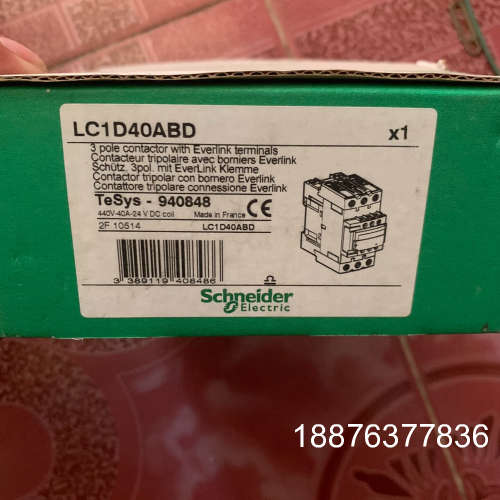 LC1D40ABD x1
3 pole contactor with Everlink terminals
Contacteur tripolaire avec borniers Everlink
Schütz, 3pol. mit EverLink Klemme
Contactor tripolar con bornero Everlink
Contattore tripolare connessione Everlink
TeSys - 940848
440V-40A-24 V DC coil Made in France CE
2F 10514 LC1D40ABD
3 389119 408486
Schneider
Electric
18876377836